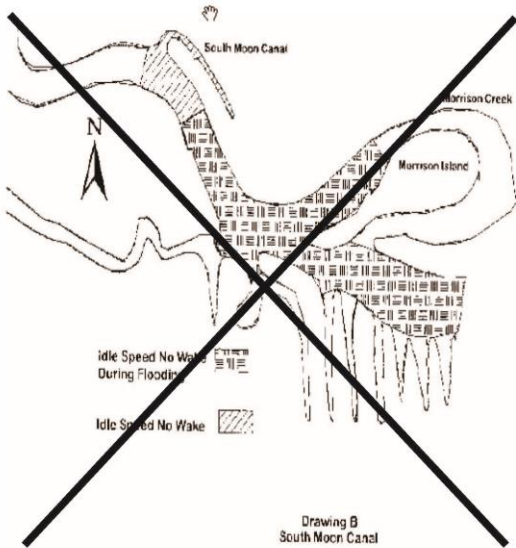 South Moon Canal
Morrison Creek
N
Morrison Island
Idle Speed No Wake
During Flooding
Idle Speed No Wake
Drawing B
South Moon Canal